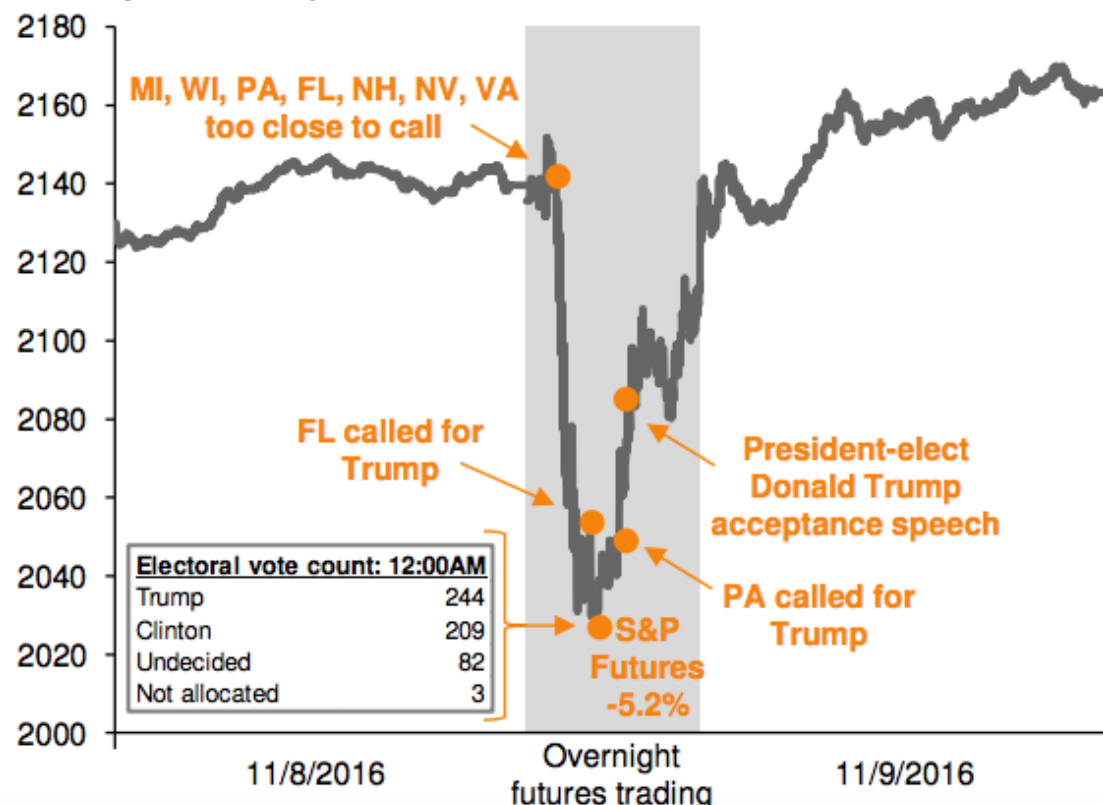 2180
2160
2140
2120
2100
2080
2060
2040
2020
2000
MI, WI, PA, FL, NH, NV, VA
too close to call
FL called for
Trump
President-elect
Donald Trump
acceptance speech
PA called for
Trump
S&P
Futures
-5.2%
Electoral vote count: 12:00AM
Trump 244
Clinton 209
Undecided 82
Not allocated 3
11/8/2016
Overnight
futures trading
11/9/2016